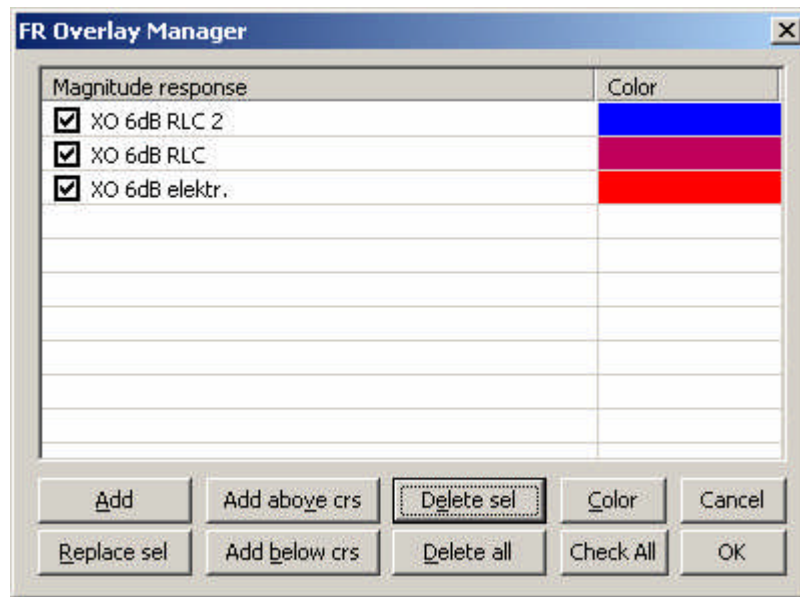 FR Overlay Manager
Magnitude response Color
XO 6dB RLC 2
XO 6dB RLC
XO 6dB elektr.
Add Add above crs Delete sel Color Cancel
Replace sel Add below crs Delete all Check All OK